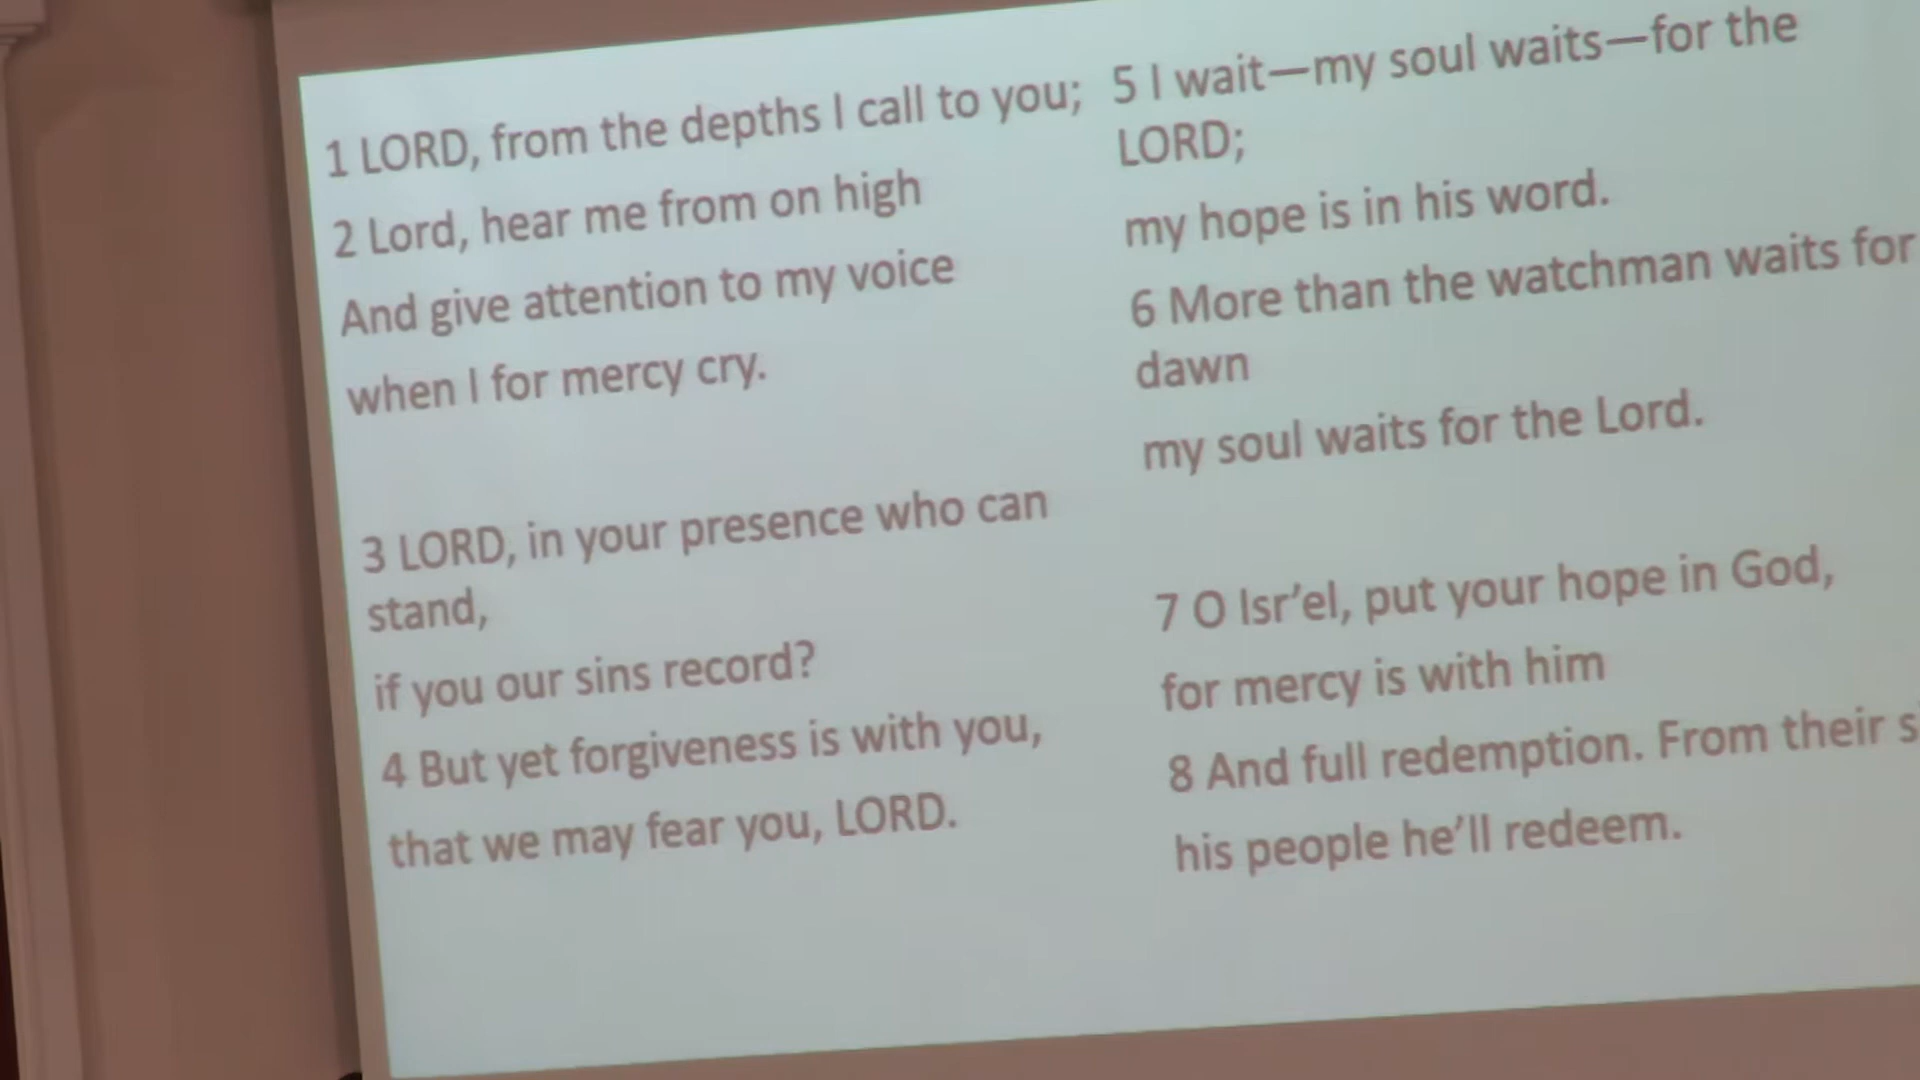 1 LORD, from the depths I call to you;
2 Lord, hear me from on high
And give attention to my voice
when I for mercy cry.
3 LORD, in your presence who can
stand,
if you our sins record?
4 But yet forgiveness is with you,
that we may fear you, LORD.
5 I wait—my soul waits—for the
LORD;
my hope is in his word.
6 More than the watchman waits for
dawn
my soul waits for the Lord.
7 O Isr’el, put your hope in God,
for mercy is with him
8 And full redemption. From their
his people he’ll redeem.